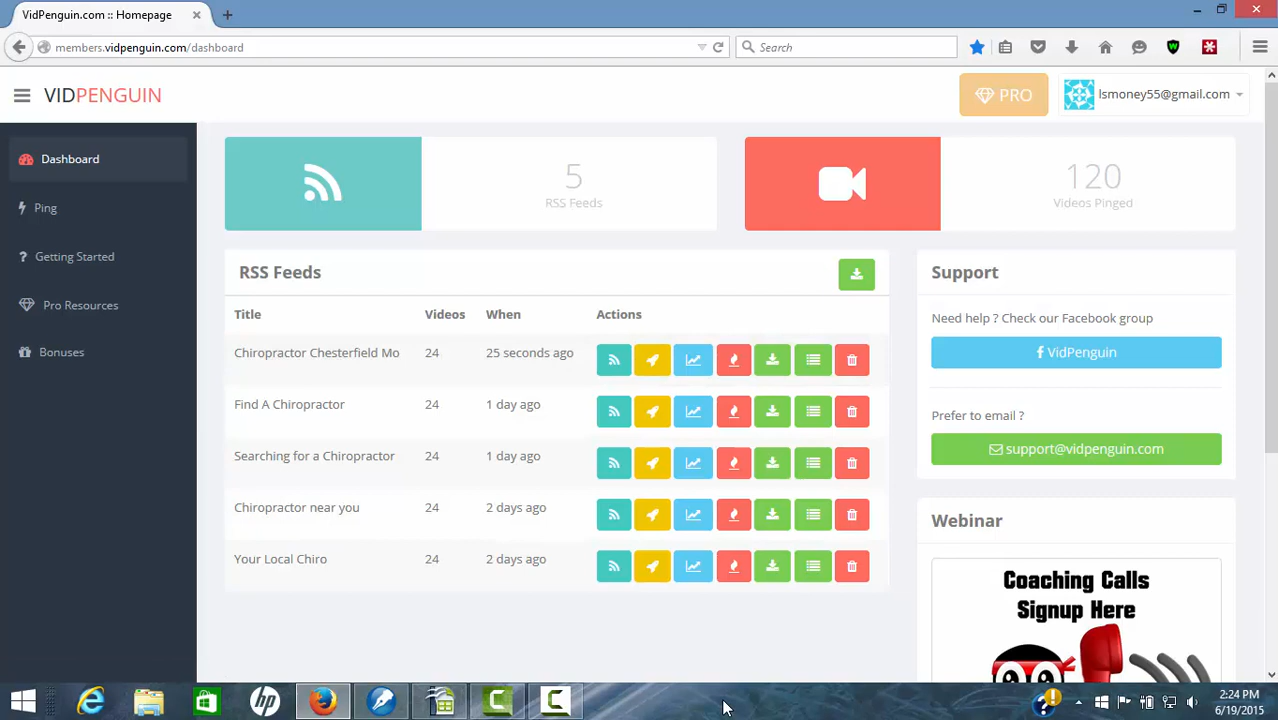 VidPenguin.com :: Homepage
members.vidpenguin.com/dashboard
Search
VIDPENGUIN
PRO
lsmoney55@gmail.com
Dashboard
Ping
Getting Started
Pro Resources
Bonuses
5
RSS Feeds
120
Videos Pinged
RSS Feeds
Title Videos When Actions
Chiropractor Chesterfield Mo 24 25 seconds ago
Find A Chiropractor 24 1 day ago
Searching for a Chiropractor 24 1 day ago
Chiropractor near you 24 2 days ago
Your Local Chiro 24 2 days ago
Support
Need help ? Check our Facebook group
VidPenguin
Prefer to email ?
support@vidpenguin.com
Webinar
Coaching Calls
Signup Here
2:24 PM
6/19/2015